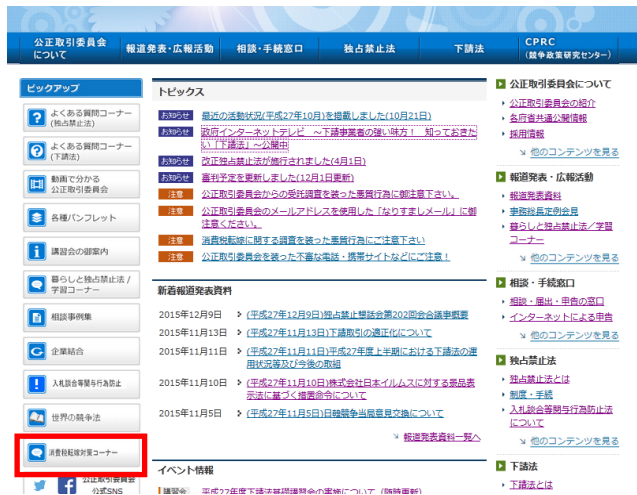 公正取引委員会
について
報道発表・広報活動
相談・手続窓口
独占禁止法
下請法
CPRC
(競争政策研究センター)
ピックアップ
よくある質問コーナー
(独占禁止法)
よくある質問コーナー
(下請法)
動画で分かる
公正取引委員会
各種パンフレット
講習会の御案内
暮らしと独占禁止法/
学習コーナー
相談事例集
企業結合
入札談合等関与行為防止
世界の競争法
消費税転嫁対策コーナー
公正取引委員会
公式SNS
トピックス
お知らせ 最近の活動状況(平成27年10月)を掲載しました(10月21日)
お知らせ 政府インターネットテレビ ～下請事業者の強い味方! 知っておきた
い「下請法」～公開中
お知らせ 改正独占禁止法が施行されました(4月1日)
お知らせ 審判予定を更新しました(12月1日更新)
注意 公正取引委員会からの受託調査を装った悪質行為に御注意下さい。
注意 公正取引委員会のメールアドレスを使用した「なりすましメール」に御
注意ください。
注意 消費税転嫁に関する調査を装った悪質行為にご注意下さい
注意 公正取引委員会を装った不審な電話・携帯サイトなどにご注意!
新着報道発表資料
2015年12月9日 (平成27年12月9日)独占禁止懇話会第202回会合議事概要
2015年11月13日 (平成27年11月13日)下請取引の適正化について
2015年11月11日 (平成27年11月11日)平成27年度上半期における下請法の運
用状況等及び今後の取組
2015年11月10日 (平成27年11月10日)株式会社日本イルムスに対する景品表
示法に基づく措置命令について
2015年11月5日 (平成27年11月5日)日韓競争当局意見交換について
報道発表資料一覧へ
イベント情報
講習会 平成27年度下請法基礎講習会の実施について（随時更新）
公正取引委員会について
公正取引委員会の紹介
各府省共通公開情報
採用情報
他のコンテンツを見る
報道発表・広報活動
報道発表資料
事務総長定例会見
暮らしと独占禁止法/学習
コーナー
他のコンテンツを見る
相談・手続窓口
相談・届出・申告の窓口
インターネットによる申告
他のコンテンツを見る
独占禁止法
独占禁止法とは
制度・手続
入札談合等関与行為防止法
について
他のコンテンツを見る
下請法
下請法とは